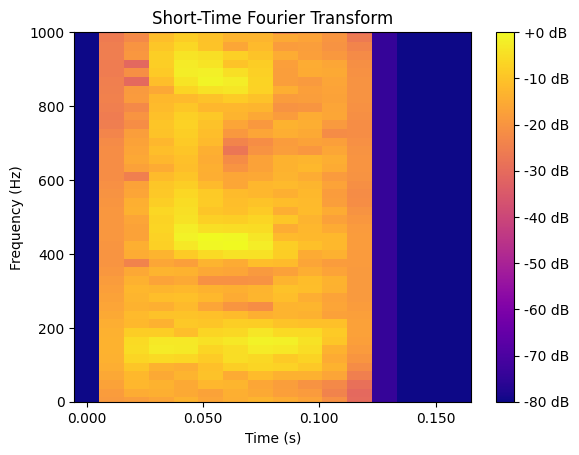 Short-Time Fourier Transform
1000
800
600
400
200
0
Frequency (Hz)
0.000
0.050
0.100
0.150
Time (s)
+0 dB
-10 dB
-20 dB
-30 dB
-40 dB
-50 dB
-60 dB
-70 dB
-80 dB